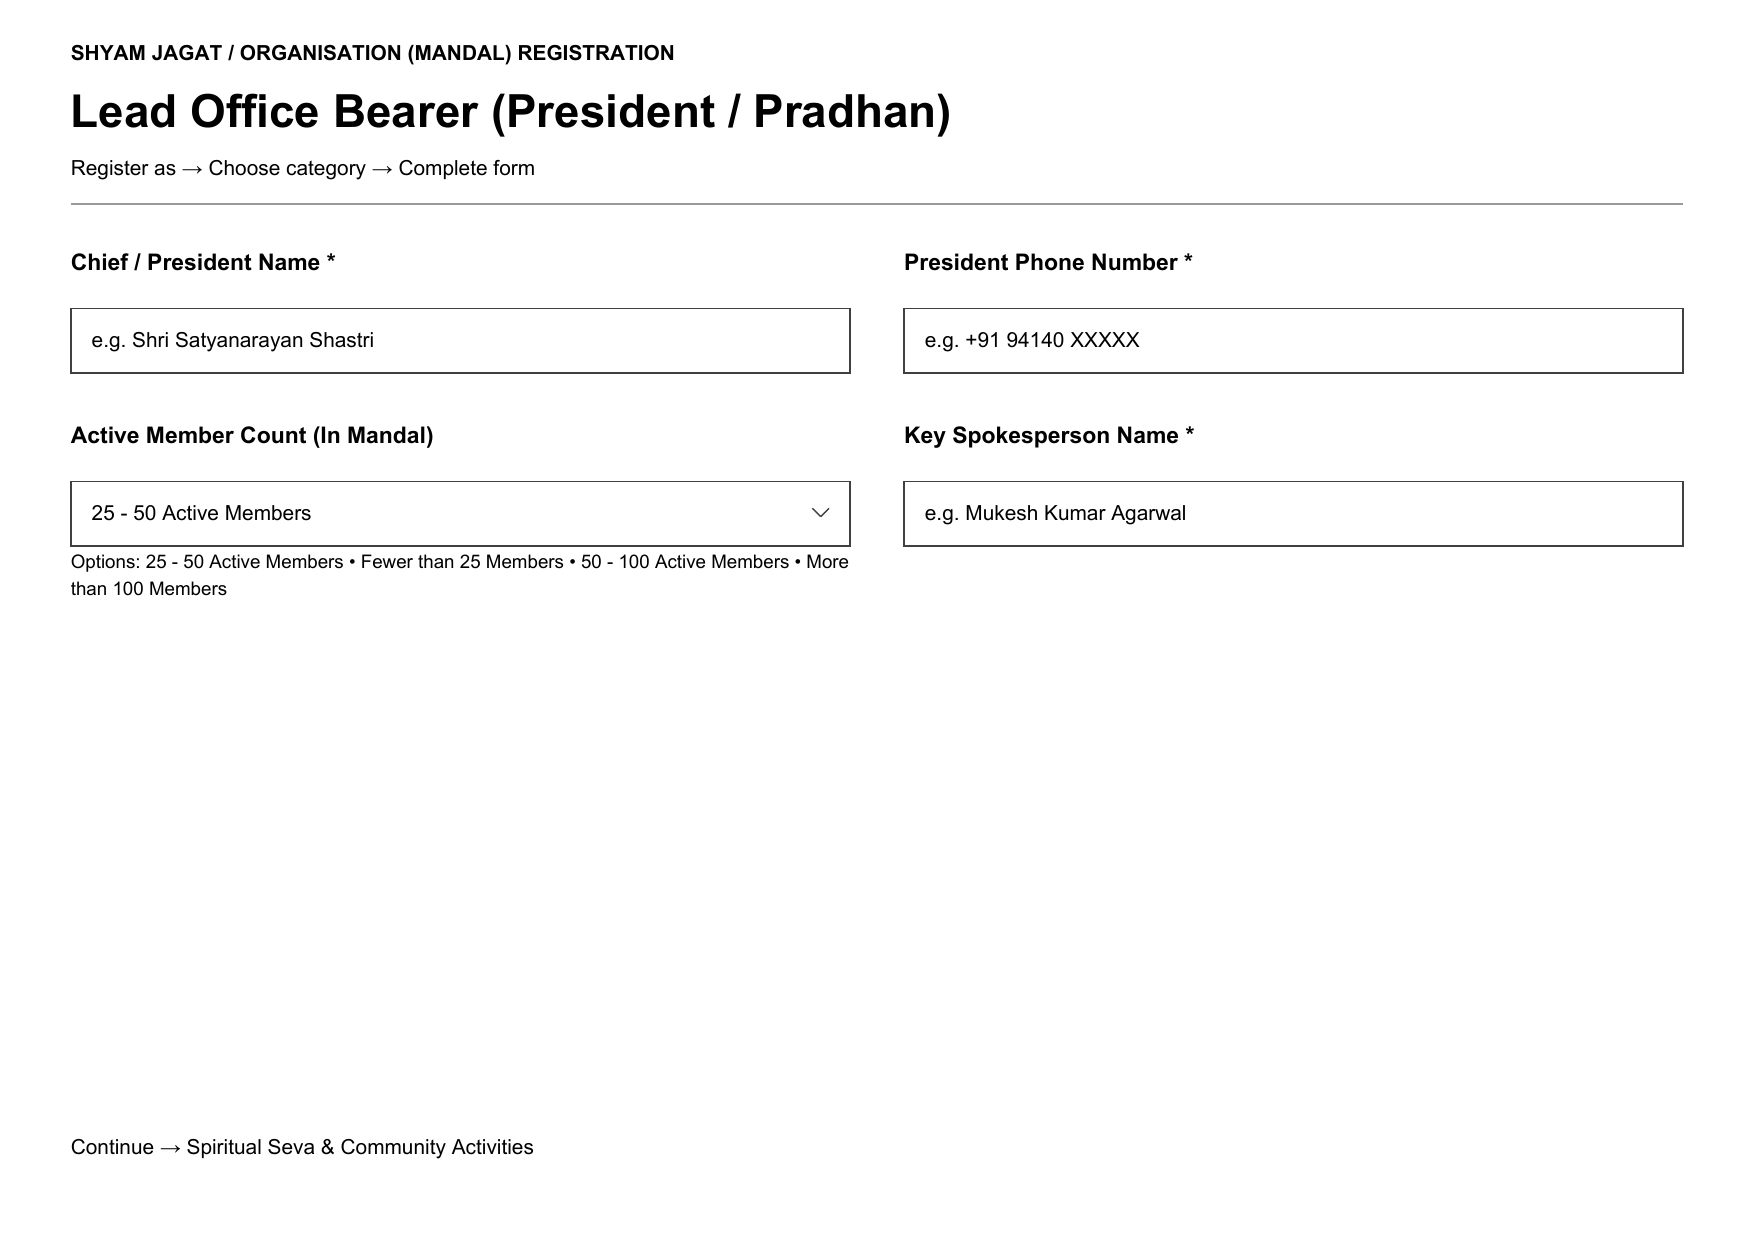 SHYAM JAGAT / ORGANISATION (MANDAL) REGISTRATION
Lead Office Bearer (President / Pradhan)
Register as → Choose category → Complete form
Chief / President Name *
President Phone Number *
e.g. Shri Satyanarayan Shastri
e.g. +91 94140 XXXXX
Active Member Count (In Mandal)
Key Spokesperson Name *
25 - 50 Active Members
e.g. Mukesh Kumar Agarwal
Options: 25 - 50 Active Members • Fewer than 25 Members • 50 - 100 Active Members • More
than 100 Members
Continue → Spiritual Seva & Community Activities